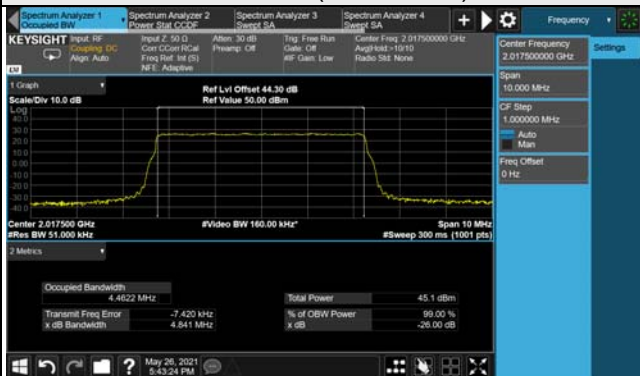 Spectrum Analyzer 1
Occupied BW
Spectrum Analyzer 2
Power Stat CCDF
Spectrum Analyzer 3
Swept SA
Spectrum Analyzer 4
Swept SA
Frequency
KEYSIGHT
Input: RF
Coupling: DC
Align: Auto
Input Z: 50 Ω
Corr CCorr RCal
Freq Ref: Int (S)
NFE: Adaptive
Atten: 30 dB
Preamp: Off
Trig: Free Run
Gate: Off
#IF Gain: Low
Center Freq: 2.017500000 GHz
Avg|Hold:>10/10
Radio Std: None
Center Frequency
2.017500000 GHz
Settings
Span
10.000 MHz
CF Step
1.000000 MHz
Auto
Man
Freq Offset
0 Hz
1 Graph
Scale/Div 10.0 dB
Ref Lvl Offset 44.30 dB
Ref Value 50.00 dBm
Log
40.0
30.0
20.0
10.0
0.00
-10.0
-20.0
-30.0
-40.0
Center 2.017500 GHz
#Res BW 51.000 kHz
#Video BW 160.00 kHz*
Span 10 MHz
#Sweep 300 ms (1001 pts)
2 Metrics
Occupied Bandwidth
4.4622 MHz
Total Power
45.1 dBm
Transmit Freq Error
-7.420 kHz
% of OBW Power
99.00 %
x dB Bandwidth
4.841 MHz
x dB
-26.00 dB
?
May 26, 2021
5:43:24 PM